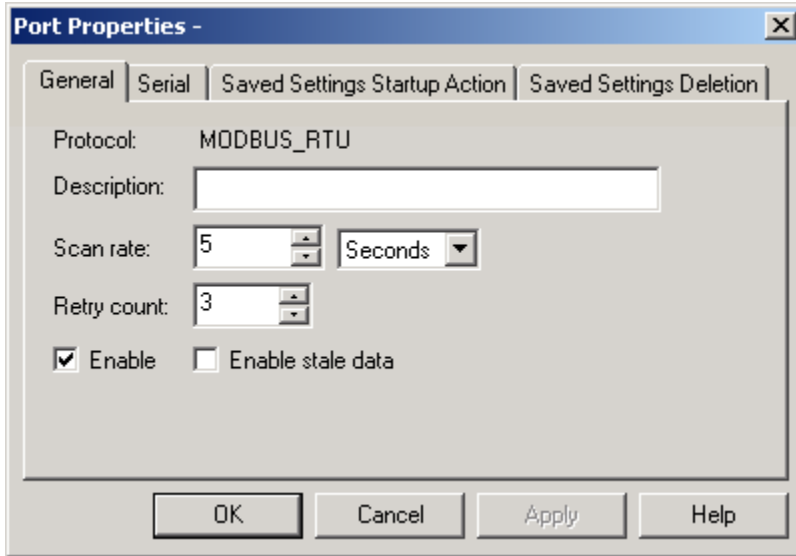 Port Properties -
General Serial Saved Settings Startup Action Saved Settings Deletion
Protocol: MODBUS_RTU
Description:
Scan rate: 5 Seconds
Retry count: 3
Enable Enable stale data
OK Cancel Apply Help